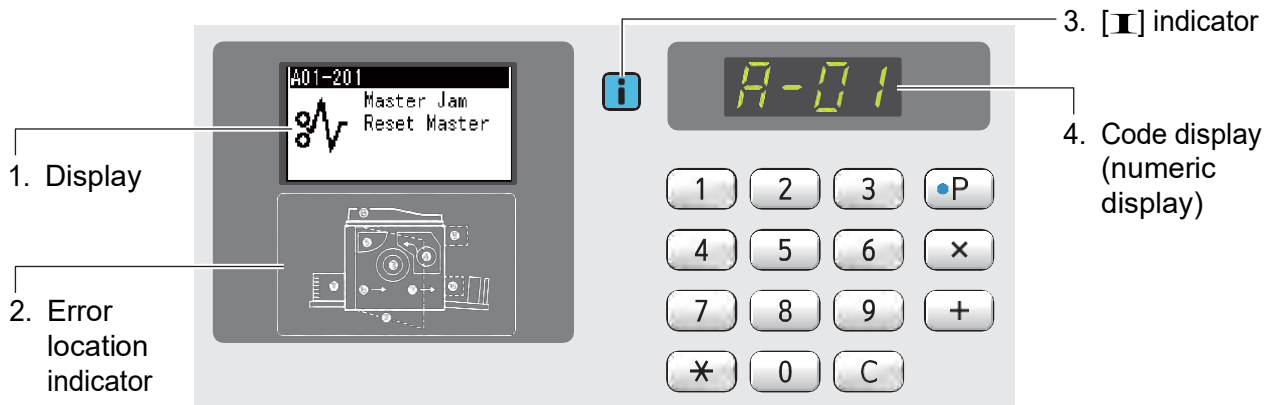 3. [i] indicator
A01-201
Master Jam
Reset Master
i
A-01
1. Display
4. Code display
(numeric
display)
1 2 3 P
4 5 6 ×
2. Error
location
indicator
7 8 9 +
* 0 C